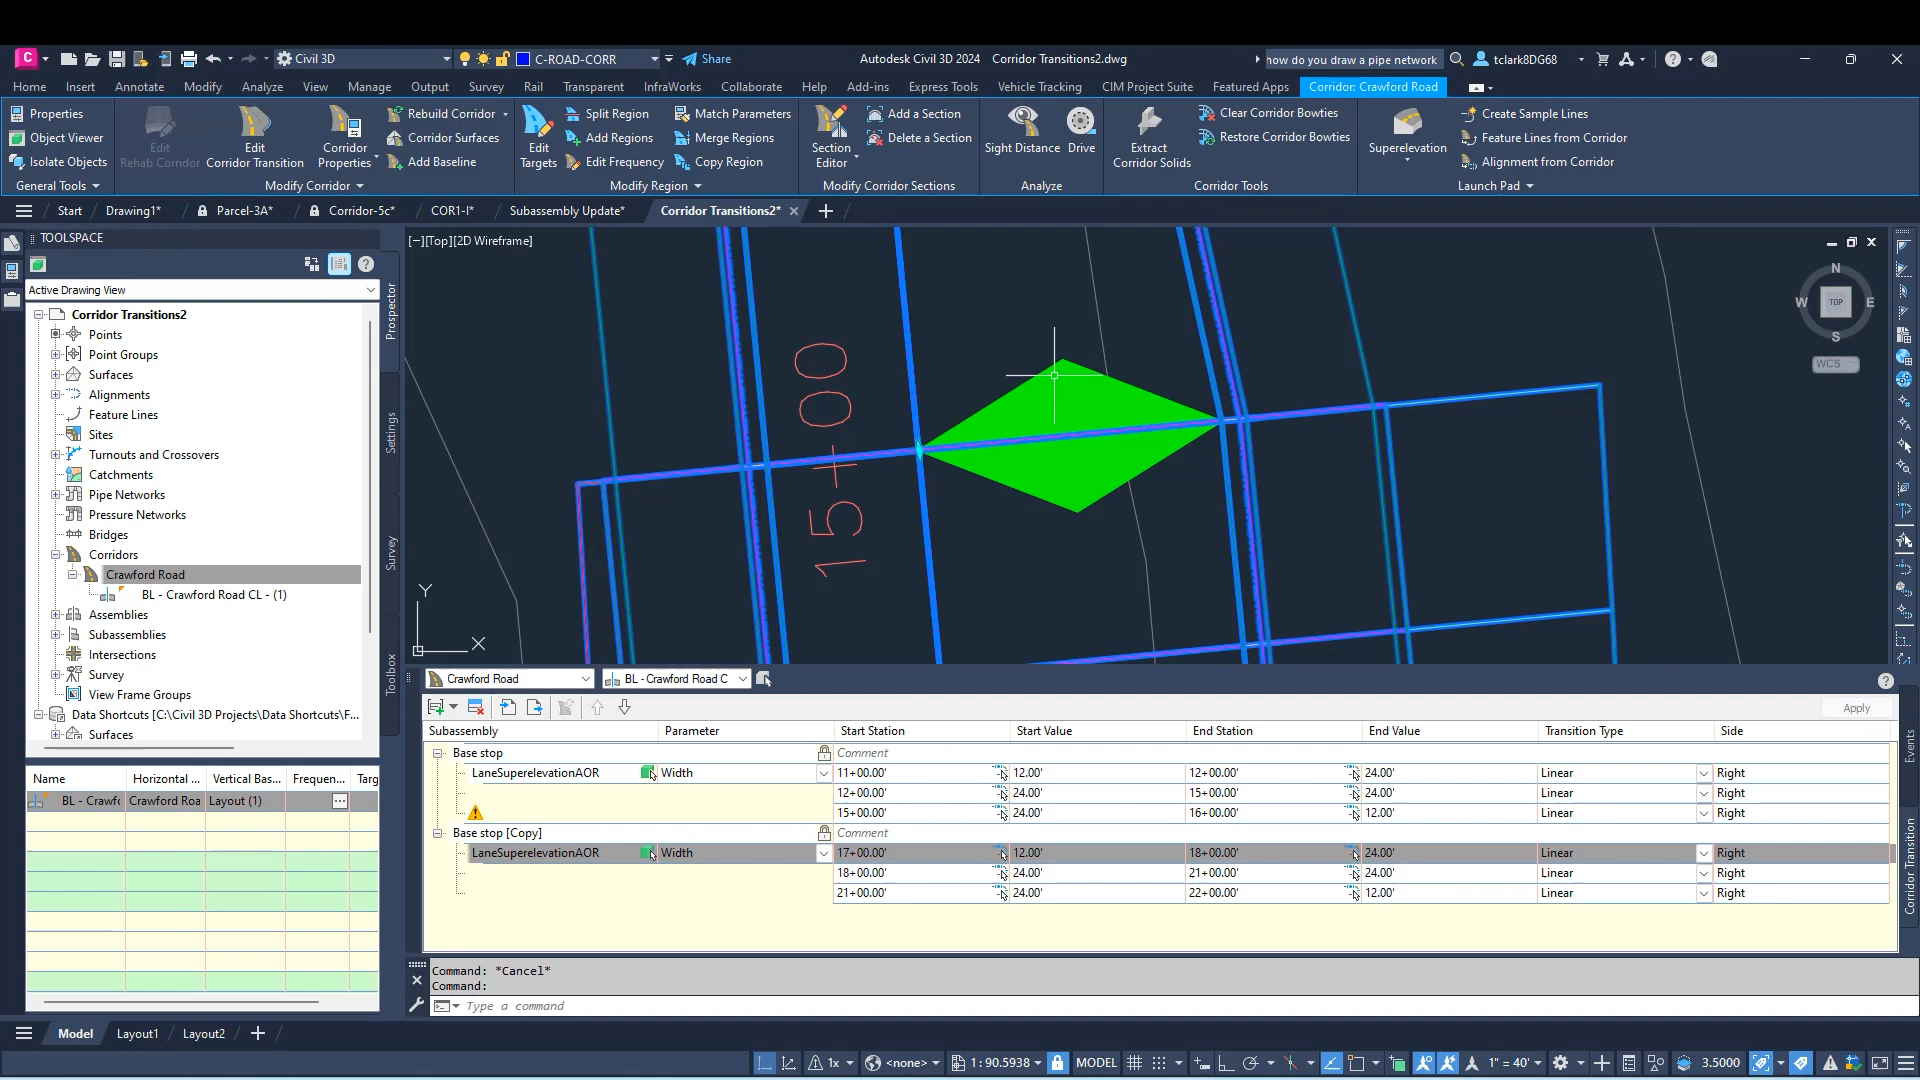 C
Civil 3D
C-ROAD-CORR
Share
Autodesk Civil 3D 2024 Corridor Transitions2.dwg
how do you draw a pipe network
tclark8DG68
Home Insert Annotate Modify Analyze View Manage Output Survey Rail Transparent InfraWorks Collaborate Help Add-ins Express Tools Vehicle Tracking CIM Project Suite Featured Apps Corridor: Crawford Road
Properties
Object Viewer
Isolate Objects
General Tools
Edit
Rehab Corridor
Edit
Corridor Transition
Corridor
Properties
Rebuild Corridor
Corridor Surfaces
Add Baseline
Modify Corridor
Edit
Targets
Split Region
Add Regions
Edit Frequency
Match Parameters
Merge Regions
Copy Region
Modify Region
Section
Editor
Add a Section
Delete a Section
Modify Corridor Sections
Sight Distance
Drive
Analyze
Extract
Corridor Solids
Clear Corridor Bowties
Restore Corridor Bowties
Corridor Tools
Superelevation
Create Sample Lines
Feature Lines from Corridor
Alignment from Corridor
Launch Pad
Start Drawing1* Parcel-3A* Corridor-5c* COR1-I* Subassembly Update* Corridor Transitions2*
TOOLSPACE
Active Drawing View
Corridor Transitions2
Points
Point Groups
Surfaces
Alignments
Feature Lines
Sites
Turnouts and Crossovers
Catchments
Pipe Networks
Pressure Networks
Bridges
Corridors
Crawford Road
BL - Crawford Road CL - (1)
Assemblies
Subassemblies
Intersections
Survey
View Frame Groups
Data Shortcuts [C:\Civil 3D Projects\Data Shortcuts\F...
Surfaces
Prospector
Settings
Survey
Toolbox
Name Horizontal ... Vertical Bas... Frequen... Targ
BL - Crawfo Crawford Roa Layout (1) ...
[−][Top][2D Wireframe]
15+00
Y
X
N
W TOP E
S
WCS
Crawford Road BL - Crawford Road C
Apply
Subassembly Parameter Start Station Start Value End Station End Value Transition Type Side
Base stop Comment
LaneSuperelevationAOR Width 11+00.00' 12.00' 12+00.00' 24.00' Linear Right
12+00.00' 24.00' 15+00.00' 24.00' Linear Right
15+00.00' 24.00' 16+00.00' 12.00' Linear Right
Base stop [Copy] Comment
LaneSuperelevationAOR Width 17+00.00' 12.00' 18+00.00' 24.00' Linear Right
18+00.00' 24.00' 21+00.00' 24.00' Linear Right
21+00.00' 24.00' 22+00.00' 12.00' Linear Right
Events
Corridor Transition
Command: *Cancel*
Command:
Type a command
Model Layout1 Layout2
1x <none> 1 : 90.5938 MODEL 1" = 40' 3.5000